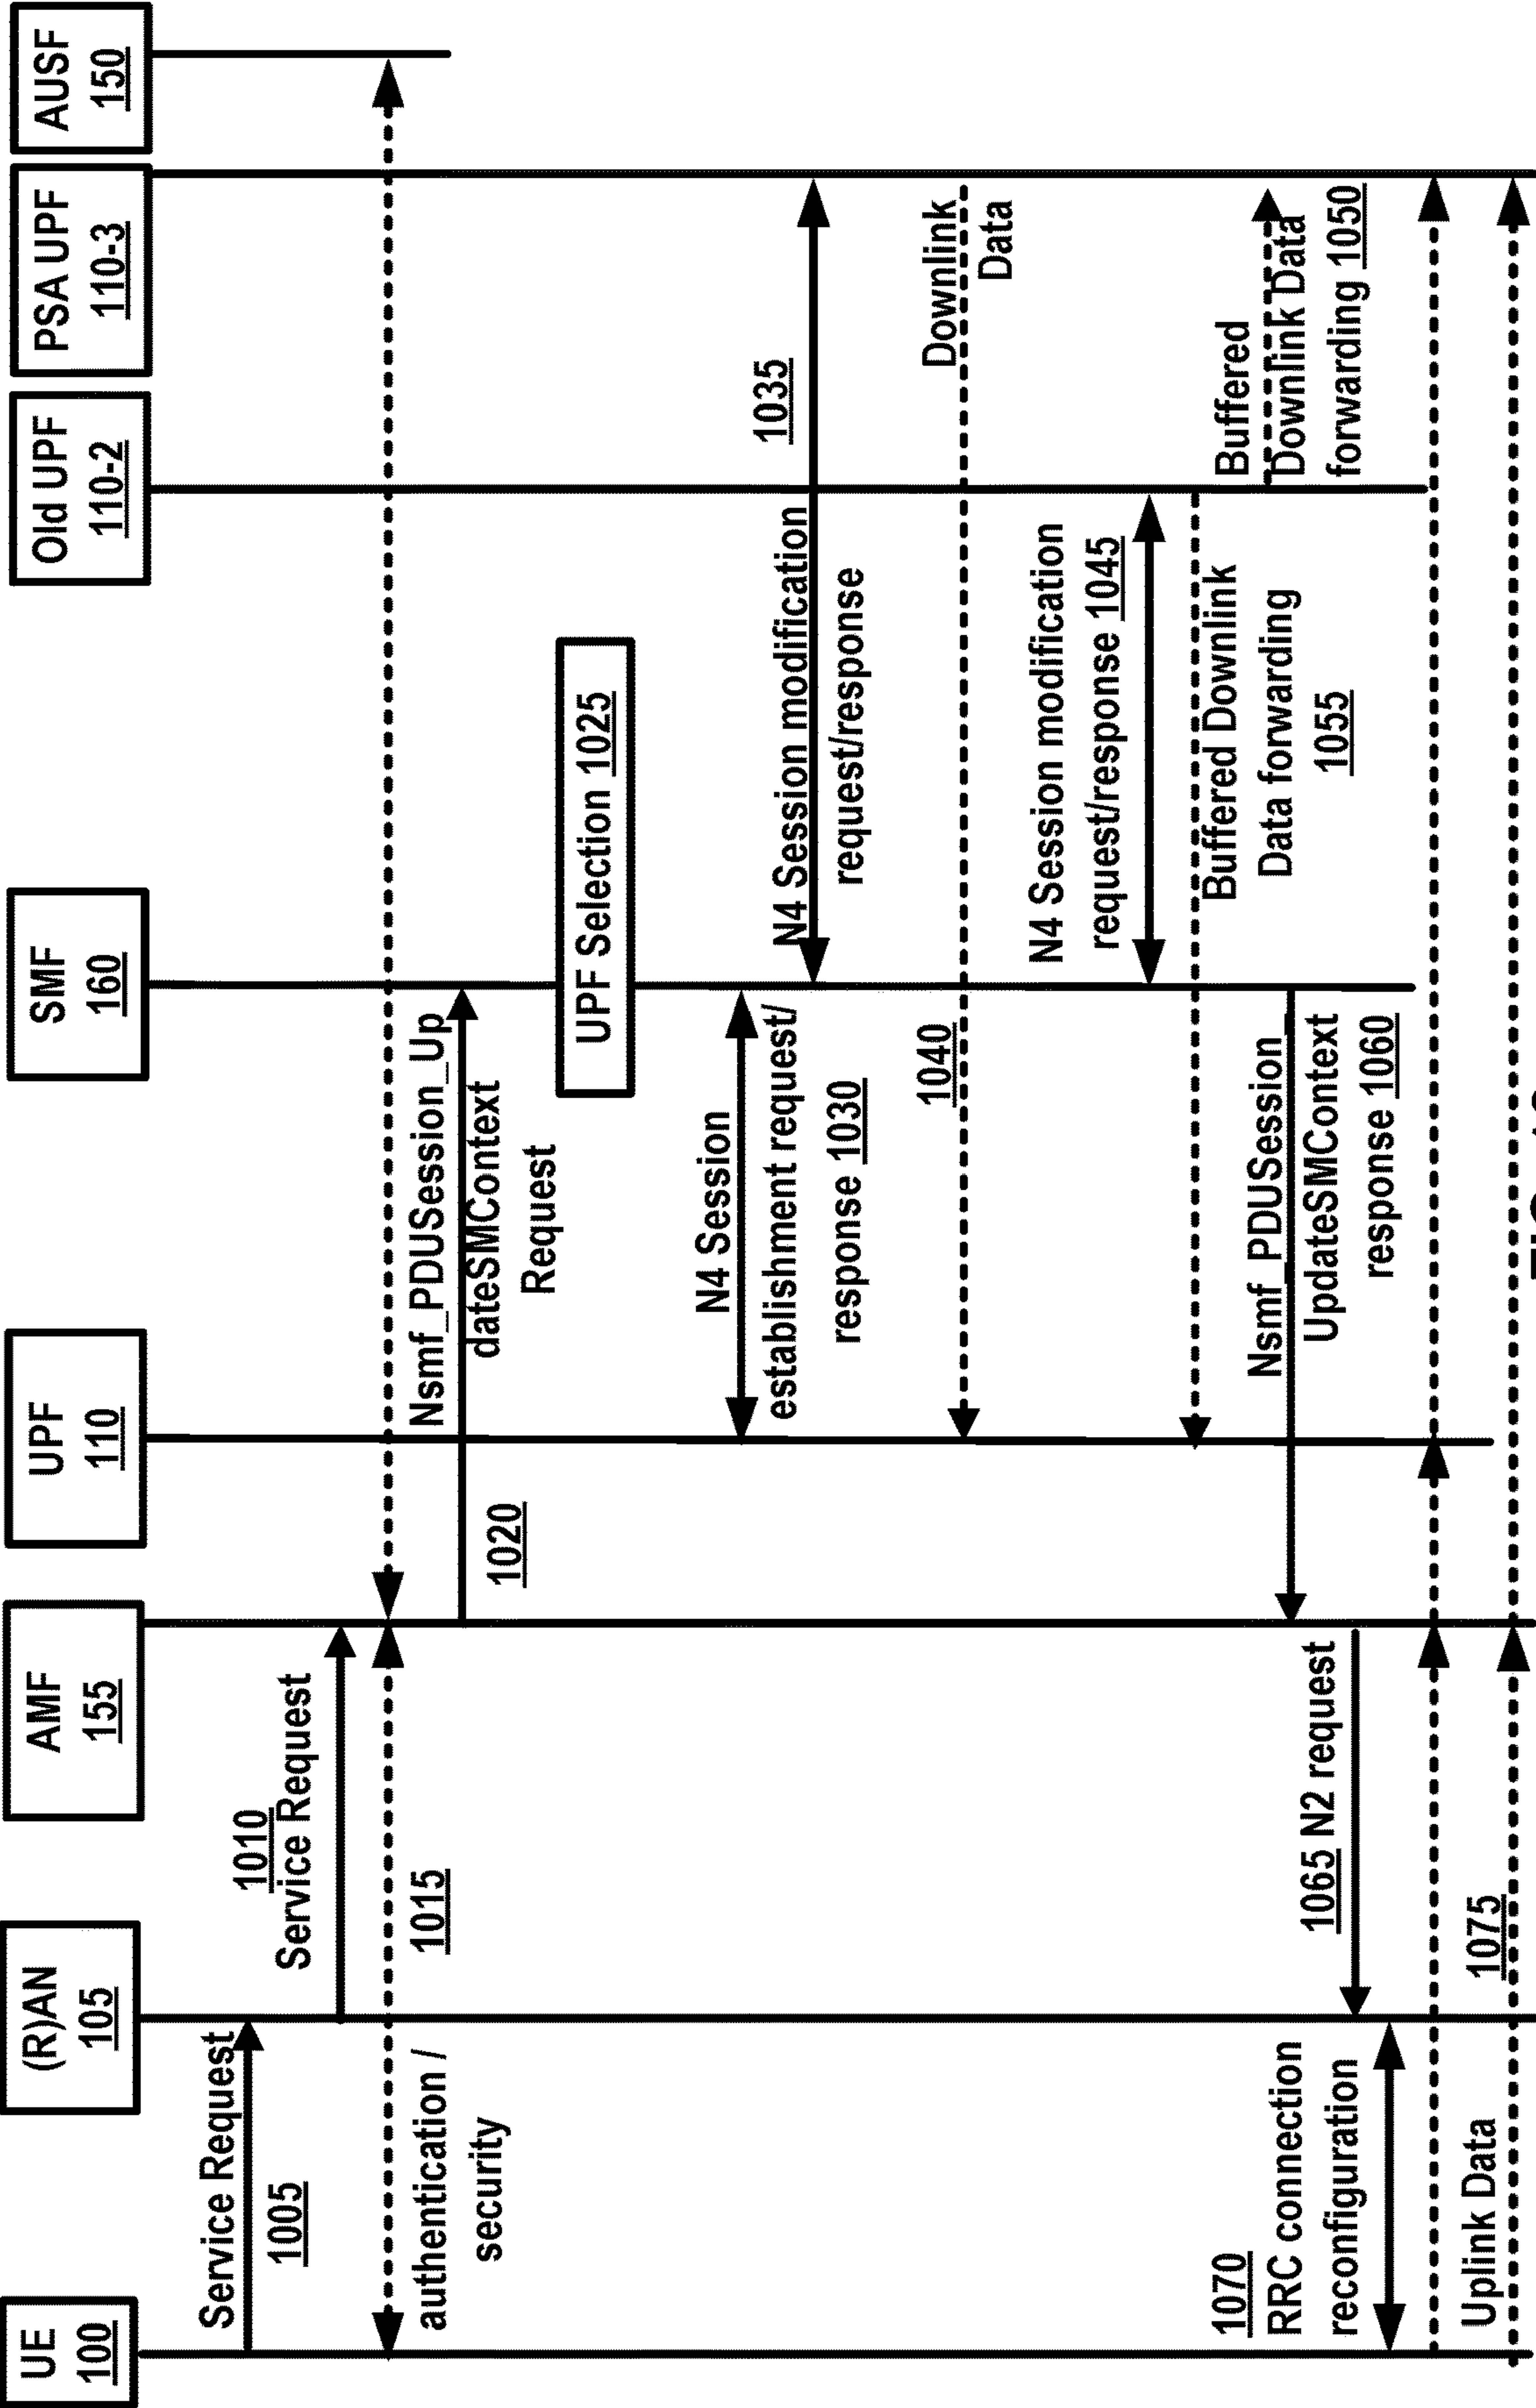 UE
100
(R)AN
105
AMF
155
UPF
110
SMF
160
Old UPF
110-2
PSA UPF
110-3
AUSF
150
Service Request
1005
1010
Service Request
authentication /
security
1015
Nsmf_PDUSession_Up
dateSMContext
Request
1020
UPF Selection 1025
N4 Session
establishment request/
response 1030
N4 Session modification
request/response
1035
Downlink
Data
1040
N4 Session modification
request/response 1045
Buffered
Downlink Data
forwarding 1050
Buffered Downlink
Data forwarding
1055
Nsmf_PDUSession_
UpdateSMContext
response 1060
1065 N2 request
1070
RRC connection
reconfiguration
Uplink Data
1075